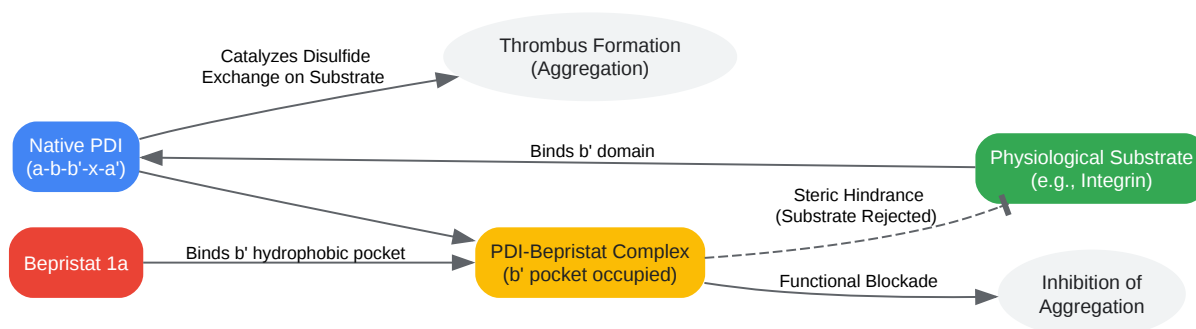 Catalyzes Disulfide
Exchange on Substrate
Thrombus Formation
(Aggregation)
Native PDI
(a-b-b'-x-a')
Binds b' domain
Physiological Substrate
(e.g., Integrin)
Steric Hindrance
(Substrate Rejected)
Bepristat 1a
Binds b' hydrophobic pocket
PDI-Bepristat Complex
(b' pocket occupied)
Functional Blockade
Inhibition of
Aggregation